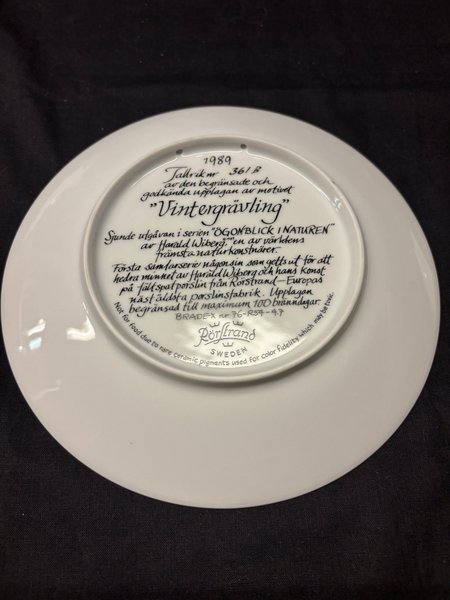 1989
Tallrik nr 361 B
av den begränsade och
godkända upplagan av motivet
"Vintergrävling"
Sjunde utgåvan i serien "ÖGONBLICK I NATUREN"
av Harald Wiberg, "en av världens
främsta naturkonstnärer.
Första samlarserie någonsin som getts ut för att
hedra minnet av Harald Wiberg och hans konst
på fältspatporslin från Rörstrand—Europas
näst äldsta porslinsfabrik. Upplagan
begränsad till maximum 100 bränndagar.
BRADEX nr 76-R54-4.7
Rörstrand
SWEDEN
Not for food due to rare ceramic pigments used for color fidelity which may be toxic.